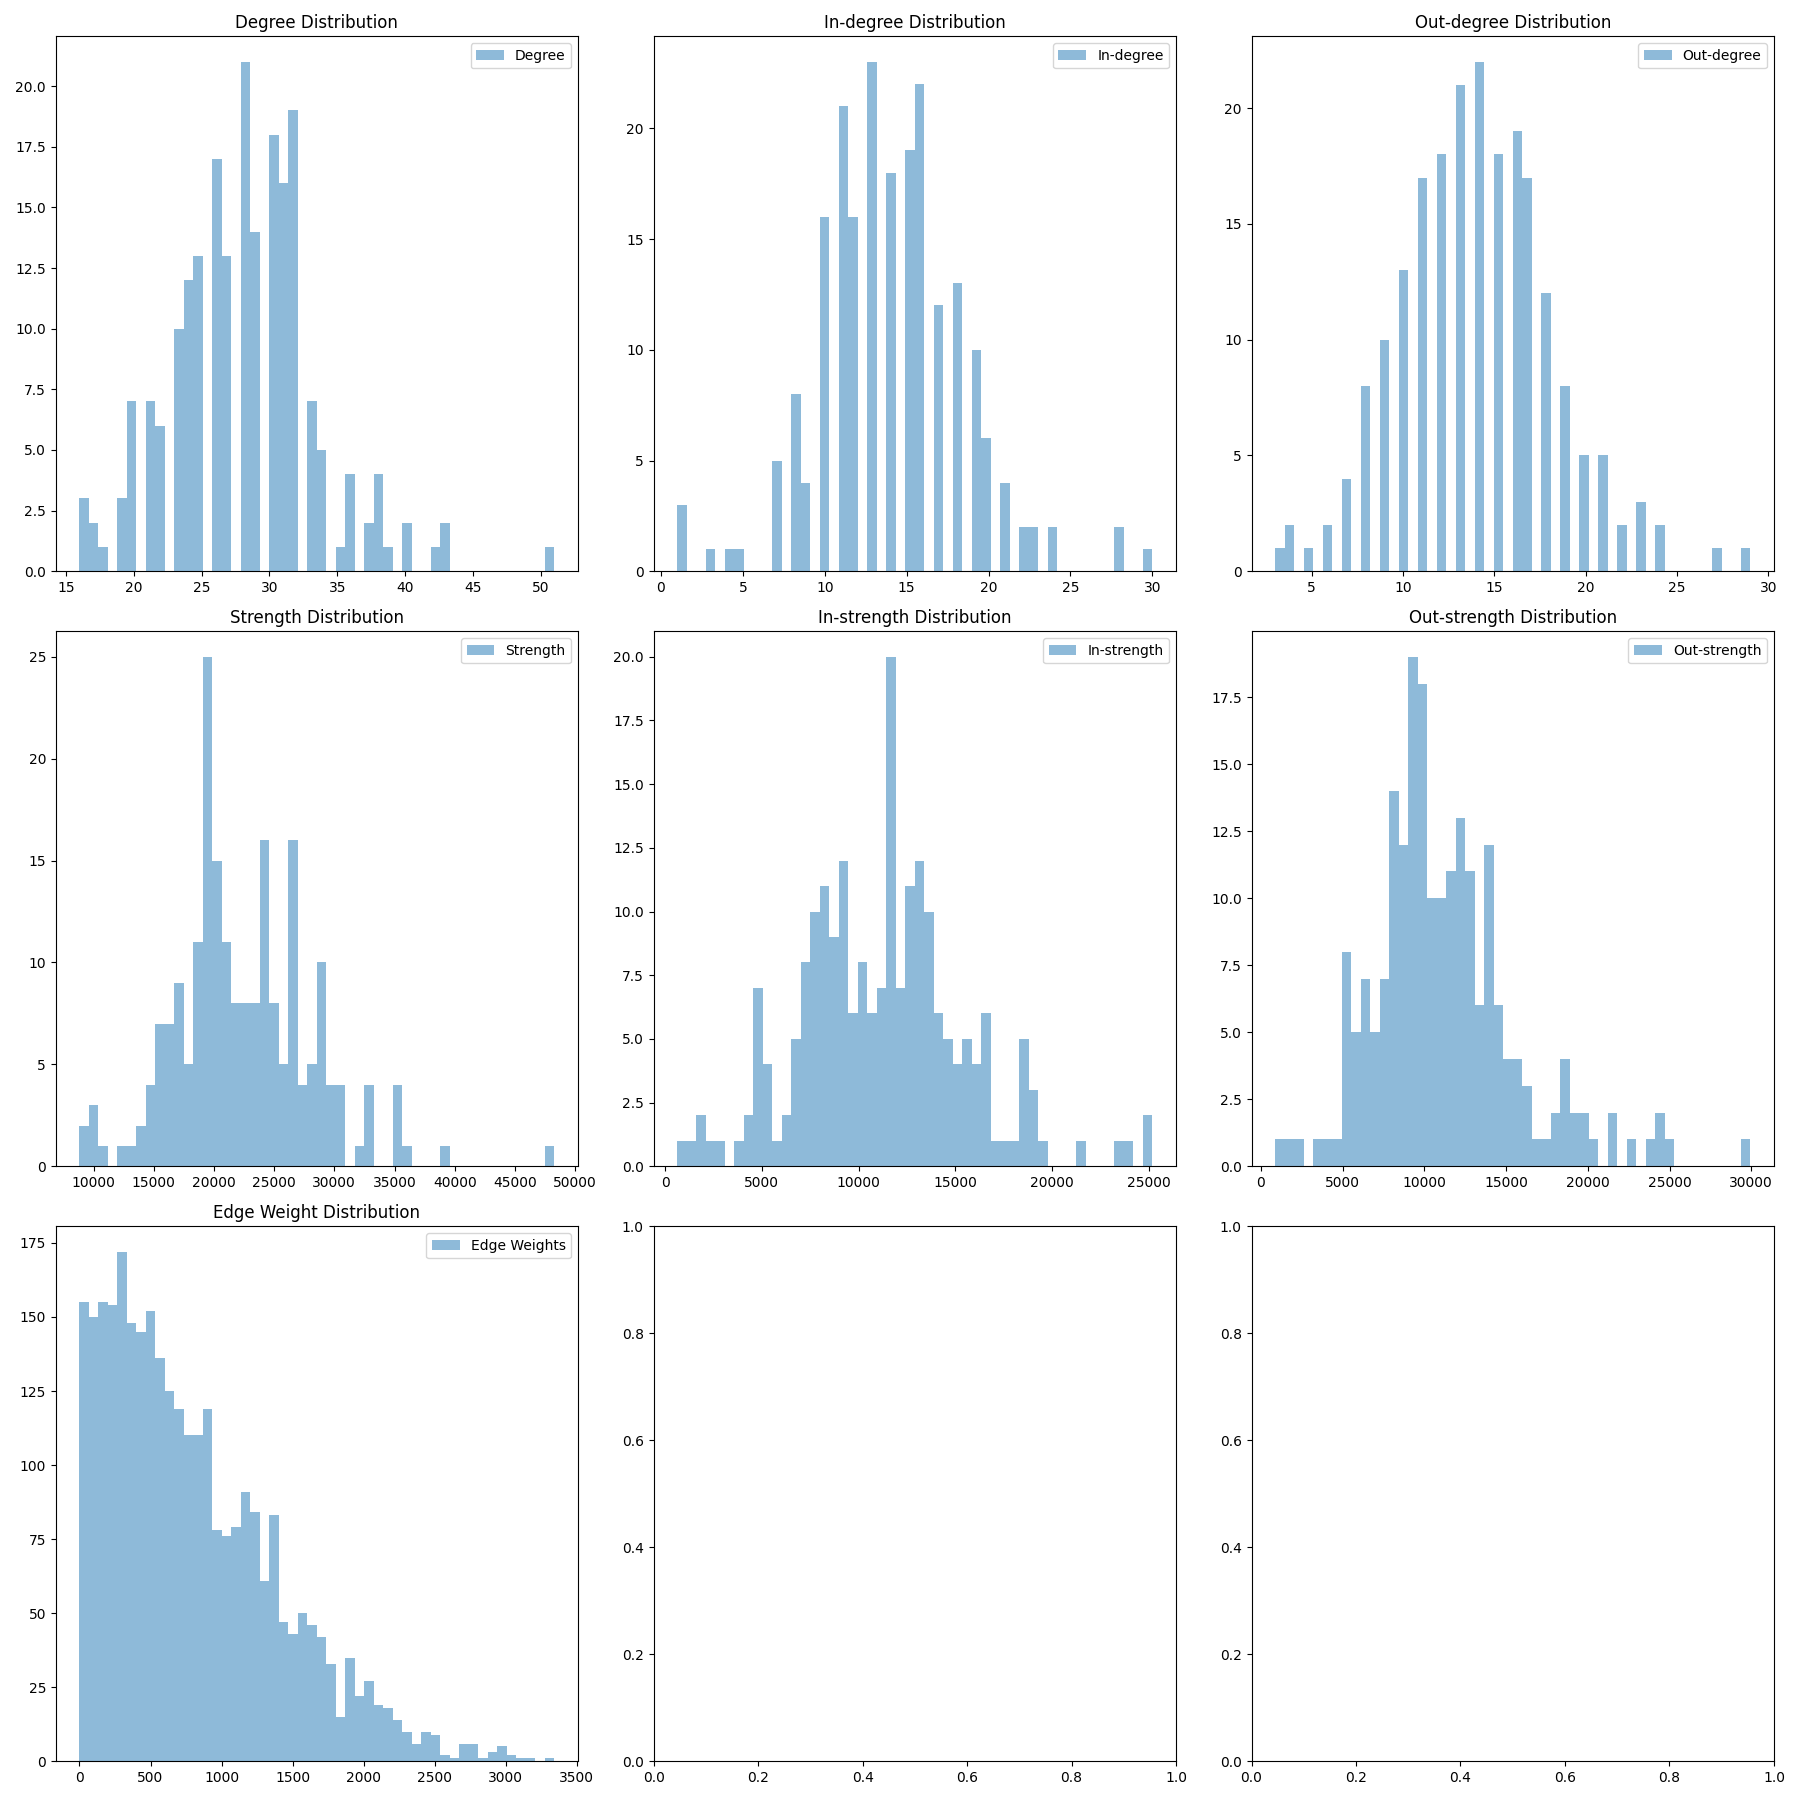 Degree Distribution
Degree
20.0
17.5
15.0
12.5
10.0
7.5
5.0
2.5
0.0
15 20 25 30 35 40 45 50
In-degree Distribution
In-degree
20
15
10
5
0
0 5 10 15 20 25 30
Out-degree Distribution
Out-degree
20
15
10
5
0
5 10 15 20 25 30
Strength Distribution
Strength
25
20
15
10
5
0
10000 15000 20000 25000 30000 35000 40000 45000 50000
In-strength Distribution
In-strength
20.0
17.5
15.0
12.5
10.0
7.5
5.0
2.5
0.0
0 5000 10000 15000 20000 25000
Out-strength Distribution
Out-strength
17.5
15.0
12.5
10.0
7.5
5.0
2.5
0.0
0 5000 10000 15000 20000 25000 30000
Edge Weight Distribution
Edge Weights
175
150
125
100
75
50
25
0
0 500 1000 1500 2000 2500 3000 3500
1.0
0.8
0.6
0.4
0.2
0.0
0.0 0.2 0.4 0.6 0.8 1.0
1.0
0.8
0.6
0.4
0.2
0.0
0.0 0.2 0.4 0.6 0.8 1.0